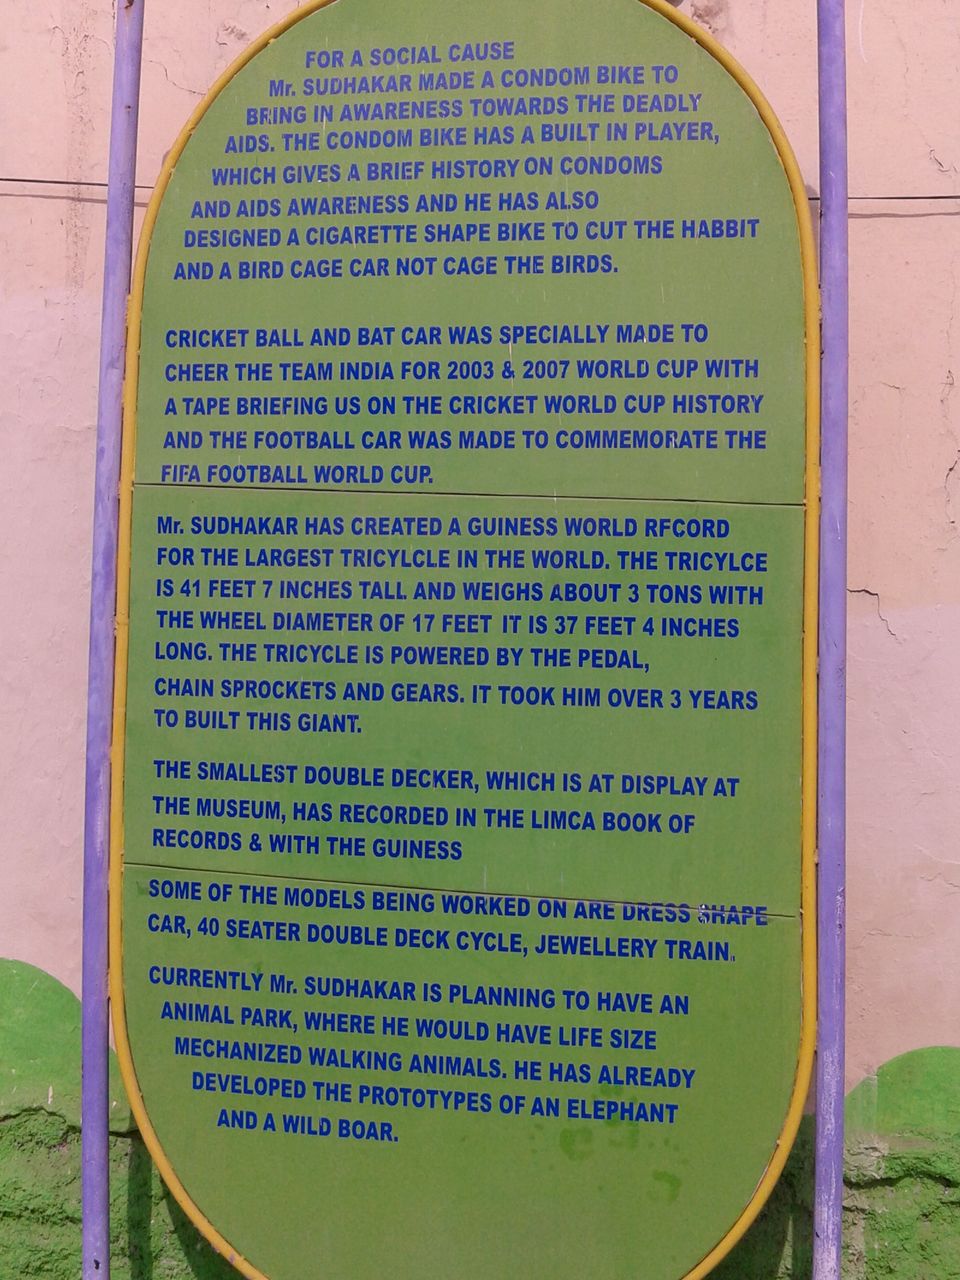 FOR A SOCIAL CAUSE
Mr. SUDHAKAR MADE A CONDOM BIKE TO
BRING IN AWARENESS TOWARDS THE DEADLY
AIDS. THE CONDOM BIKE HAS A BUILT IN PLAYER,
WHICH GIVES A BRIEF HISTORY ON CONDOMS
AND AIDS AWARENESS AND HE HAS ALSO
DESIGNED A CIGARETTE SHAPE BIKE TO CUT THE HABBIT
AND A BIRD CAGE CAR NOT CAGE THE BIRDS.
CRICKET BALL AND BAT CAR WAS SPECIALLY MADE TO
CHEER THE TEAM INDIA FOR 2003 & 2007 WORLD CUP WITH
A TAPE BRIEFING US ON THE CRICKET WORLD CUP HISTORY
AND THE FOOTBALL CAR WAS MADE TO COMMEMORATE THE
FIFA FOOTBALL WORLD CUP.
Mr. SUDHAKAR HAS CREATED A GUINESS WORLD RFCORD
FOR THE LARGEST TRICYLCLE IN THE WORLD. THE TRICYLCE
IS 41 FEET 7 INCHES TALL AND WEIGHS ABOUT 3 TONS WITH
THE WHEEL DIAMETER OF 17 FEET IT IS 37 FEET 4 INCHES
LONG. THE TRICYCLE IS POWERED BY THE PEDAL,
CHAIN SPROCKETS AND GEARS. IT TOOK HIM OVER 3 YEARS
TO BUILT THIS GIANT.
THE SMALLEST DOUBLE DECKER, WHICH IS AT DISPLAY AT
THE MUSEUM, HAS RECORDED IN THE LIMCA BOOK OF
RECORDS & WITH THE GUINESS
SOME OF THE MODELS BEING WORKED ON ARE DRESS SHAPE
CAR, 40 SEATER DOUBLE DECK CYCLE, JEWELLERY TRAIN.
CURRENTLY Mr. SUDHAKAR IS PLANNING TO HAVE AN
ANIMAL PARK, WHERE HE WOULD HAVE LIFE SIZE
MECHANIZED WALKING ANIMALS. HE HAS ALREADY
DEVELOPED THE PROTOTYPES OF AN ELEPHANT
AND A WILD BOAR.